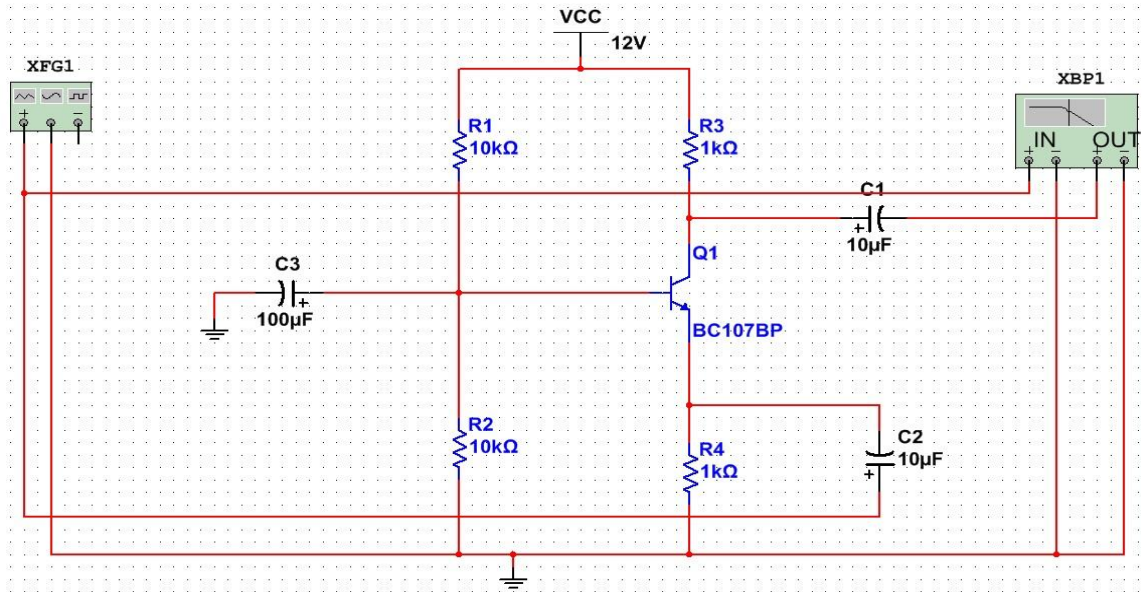 VCC
12V
XFG1
XBP1
R1
10kΩ
R3
1kΩ
IN
OUT
C1
10µF
Q1
C3
100µF
BC107BP
R2
10kΩ
R4
1kΩ
C2
10µF